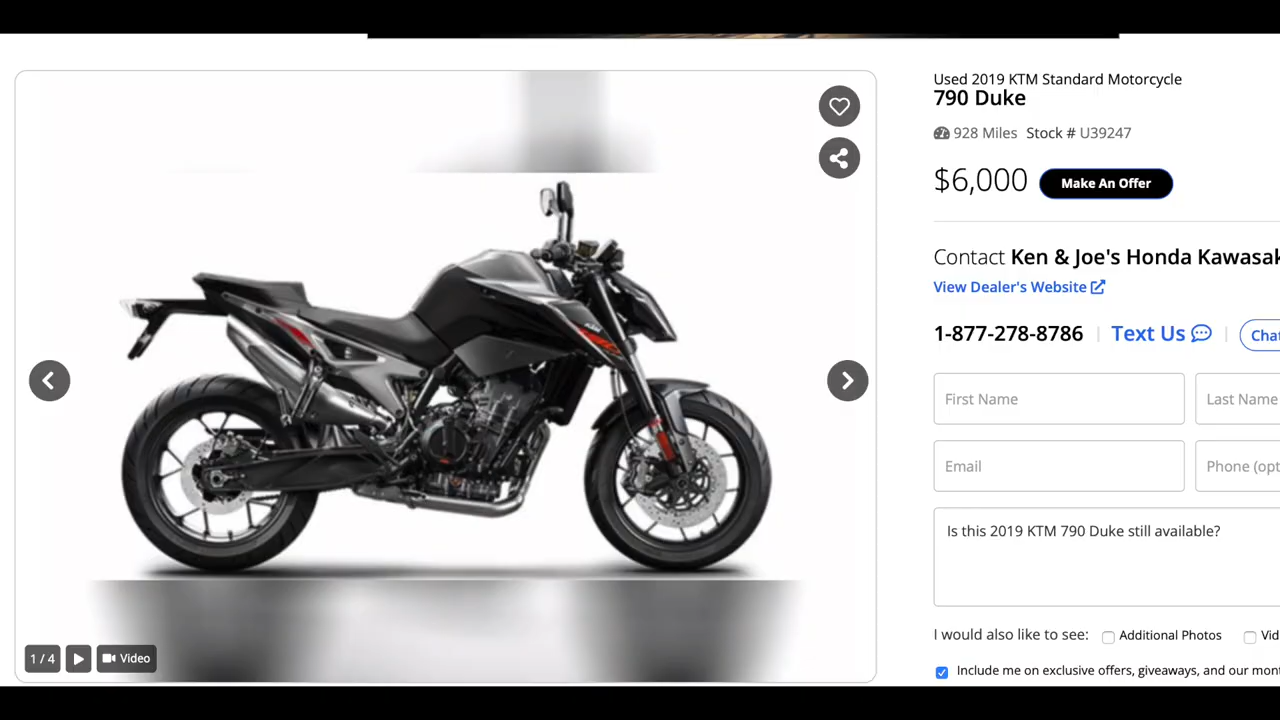 Used 2019 KTM Standard Motorcycle
790 Duke
928 Miles Stock # U39247
$6,000 Make An Offer
Contact Ken & Joe's Honda Kawasak
View Dealer's Website
1-877-278-8786 | Text Us | Chat
First Name Last Name
Email Phone (opt
Is this 2019 KTM 790 Duke still available?
I would also like to see: Additional Photos Vid
Include me on exclusive offers, giveaways, and our mont
1 / 4 Video